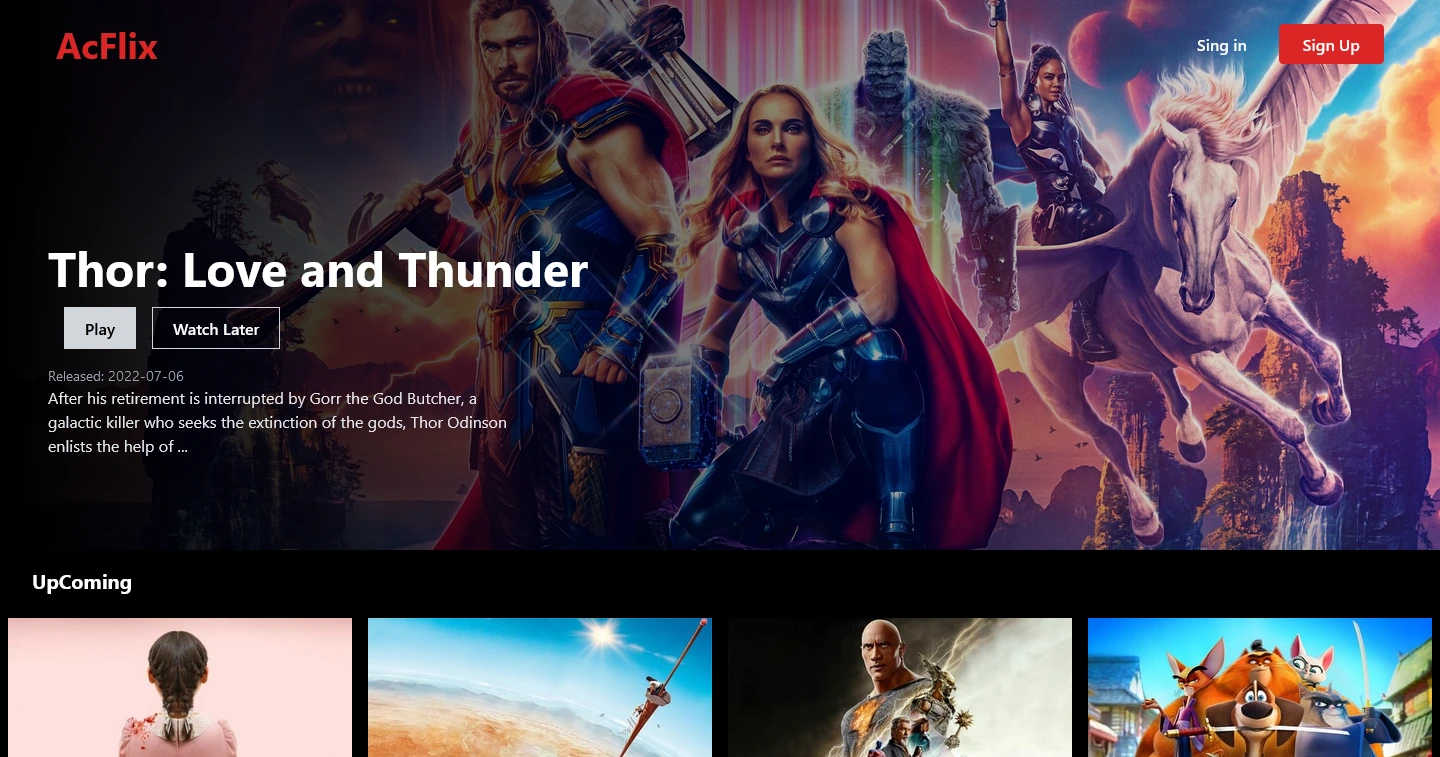 AcFlix
Sing in
Sign Up
Thor: Love and Thunder
Play
Watch Later
Released: 2022-07-06
After his retirement is interrupted by Gorr the God Butcher, a
galactic killer who seeks the extinction of the gods, Thor Odinson
enlists the help of ...
UpComing